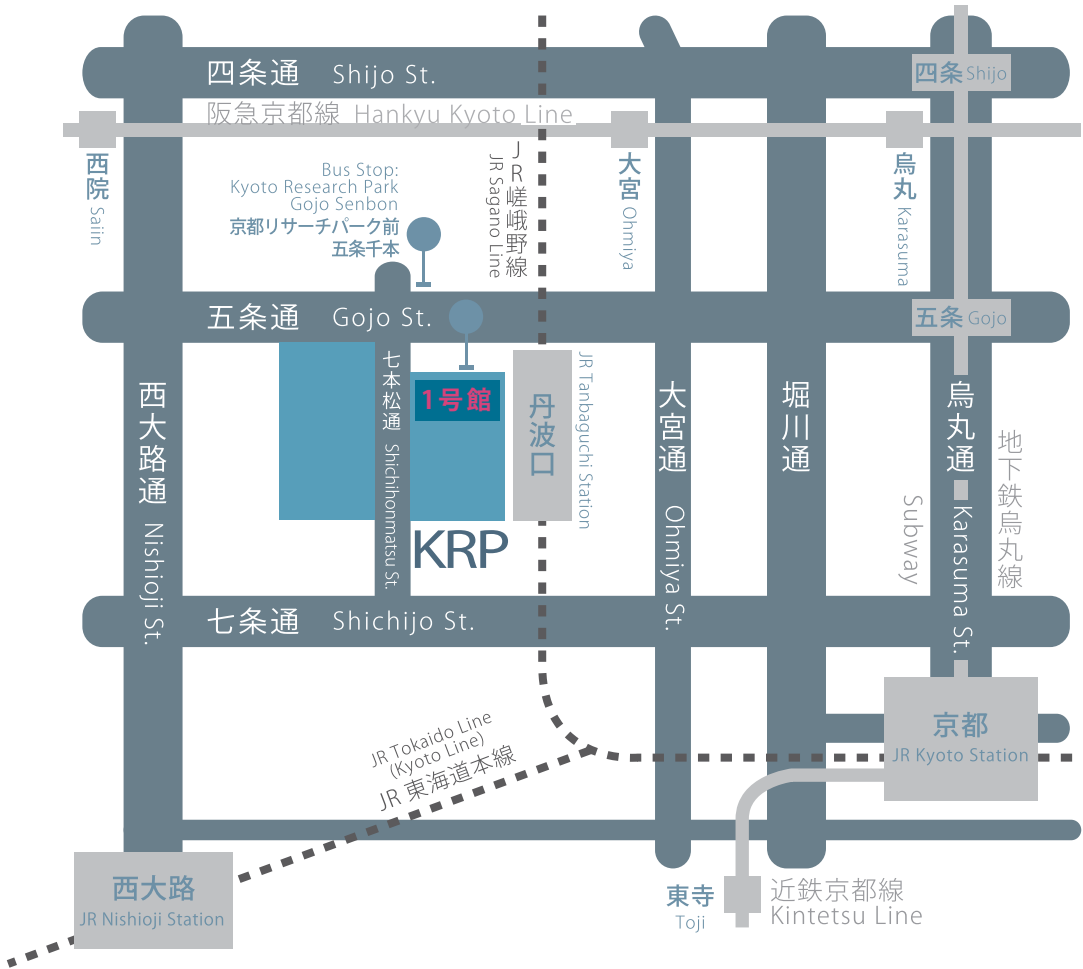 四条通 Shijo St.
四条 Shijo
阪急京都線 Hankyu Kyoto Line
西院
Saiin
大宮
Ohmiya
烏丸
Karasuma
JR嵯峨野線
JR Sagano Line
Bus Stop:
Kyoto Research Park
Gojo Senbon
京都リサーチパーク前
五条千本
五条通 Gojo St.
五条 Gojo
七本松通 Shichihonmatsu St.
1号館
KRP
丹波口
JR Tanbaguchi Station
西大路通 Nishioji St.
大宮通 Ohmiya St.
堀川通
烏丸通 Karasuma St.
地下鉄烏丸線
Subway
七条通 Shichijo St.
JR Tokaido Line
(Kyoto Line)
JR 東海道本線
京都
JR Kyoto Station
西大路
JR Nishioji Station
東寺
Toji
近鉄京都線
Kintetsu Line